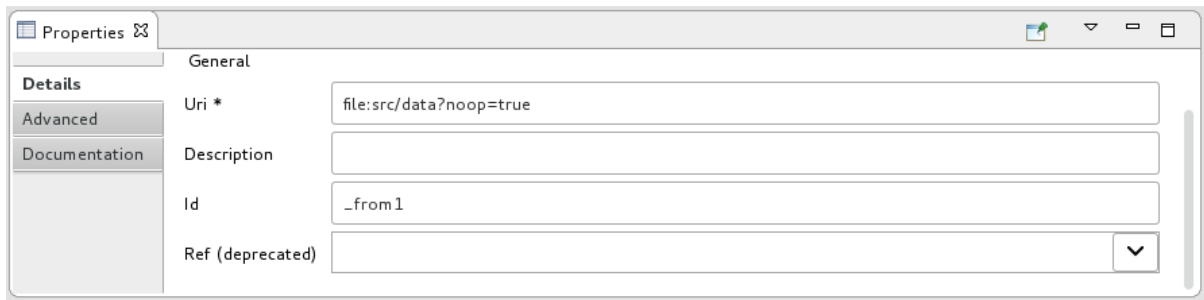 Properties
General
Details
Uri *
file:src/data?noop=true
Advanced
Documentation
Description
Id
_from1
Ref (deprecated)